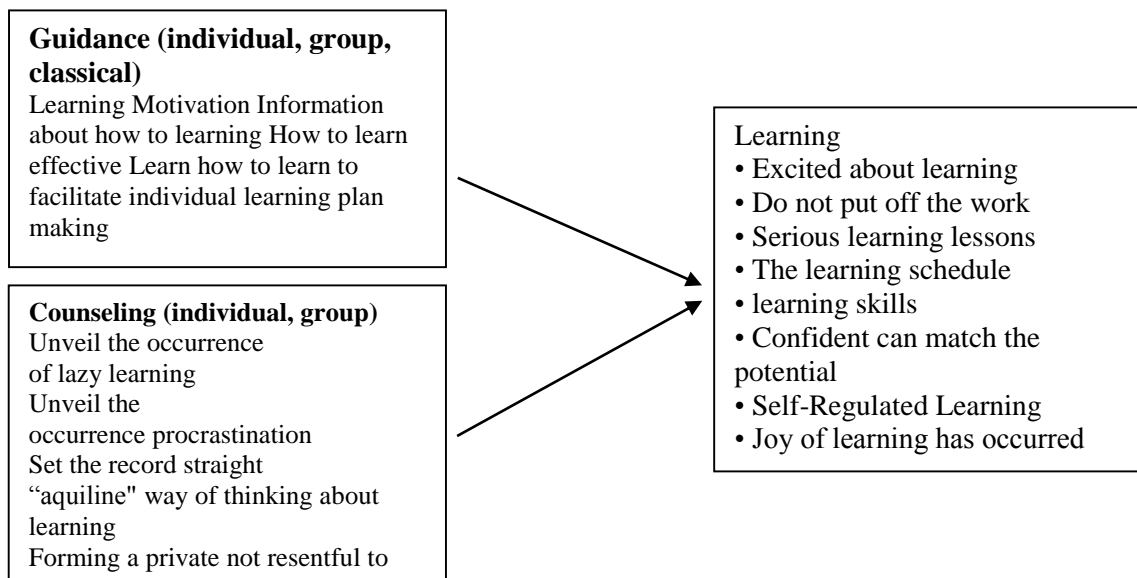 Guidance (individual, group,
classical)
Learning Motivation Information
about how to learning How to learn
effective Learn how to learn to
facilitate individual learning plan
making
Counseling (individual, group)
Unveil the occurrence
of lazy learning
Unveil the
occurrence procrastination
Set the record straight
“aquiline" way of thinking about
learning
Forming a private not resentful to
Learning
• Excited about learning
• Do not put off the work
• Serious learning lessons
• The learning schedule
• learning skills
• Confident can match the
potential
• Self-Regulated Learning
• Joy of learning has occurred